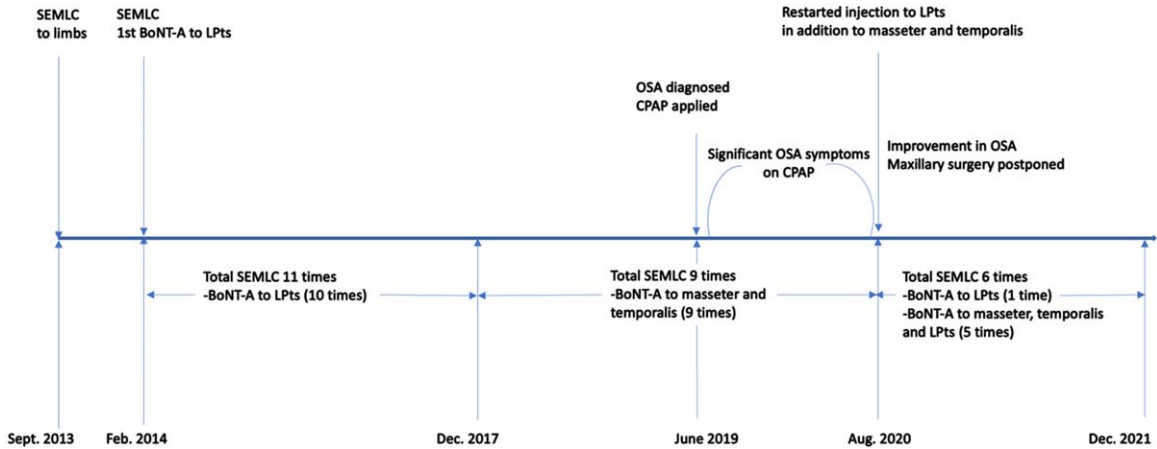 SEMLC
to limbs
SEMLC
1st BoNT-A to LPts
Restarted injection to LPts
in addition to masseter and temporalis
OSA diagnosed
CPAP applied
Significant OSA symptoms
on CPAP
Improvement in OSA
Maxillary surgery postponed
Total SEMLC 11 times
-BoNT-A to LPts (10 times)
Total SEMLC 9 times
-BoNT-A to masseter and
temporalis (9 times)
Total SEMLC 6 times
-BoNT-A to LPts (1 time)
-BoNT-A to masseter, temporalis
and LPts (5 times)
Sept. 2013
Feb. 2014
Dec. 2017
June 2019
Aug. 2020
Dec. 2021